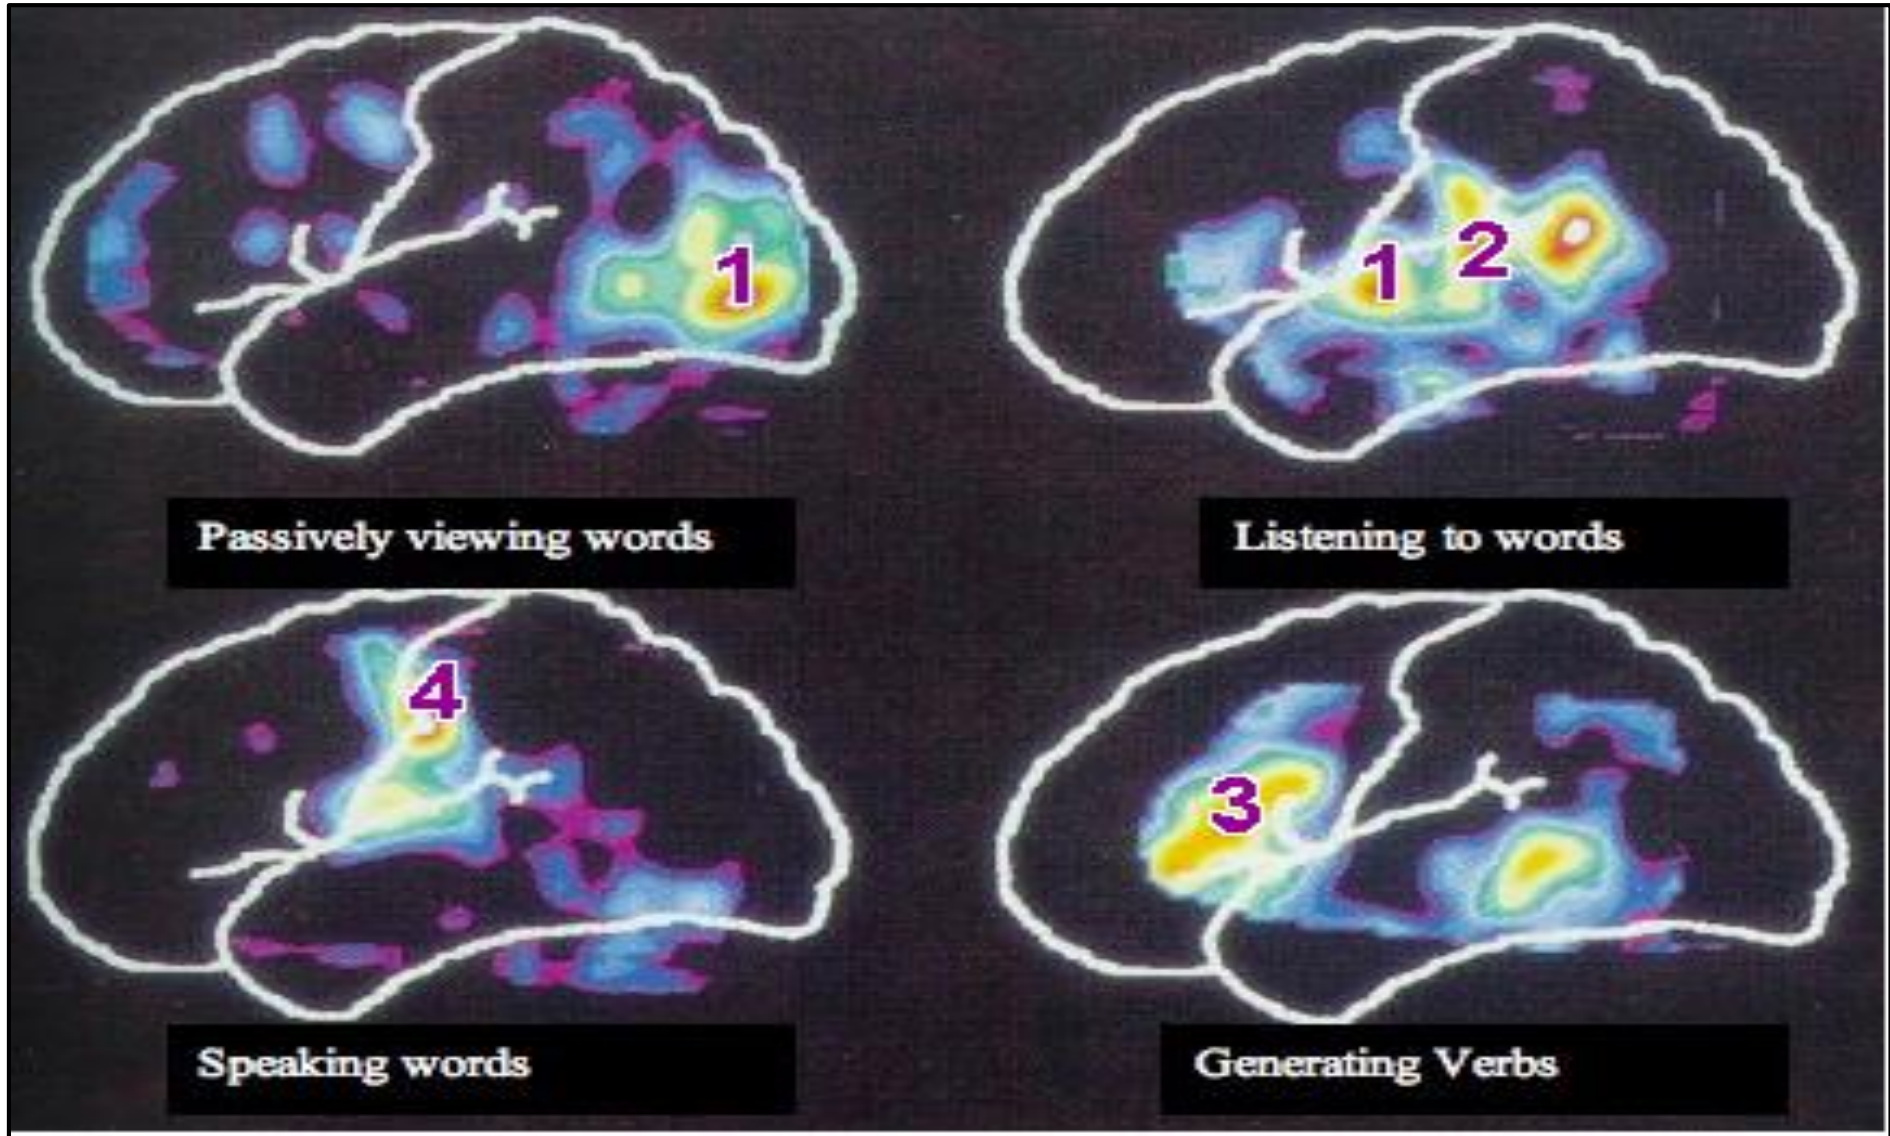 1
1 2
Passively viewing words
Listening to words
4
3
Speaking words
Generating Verbs